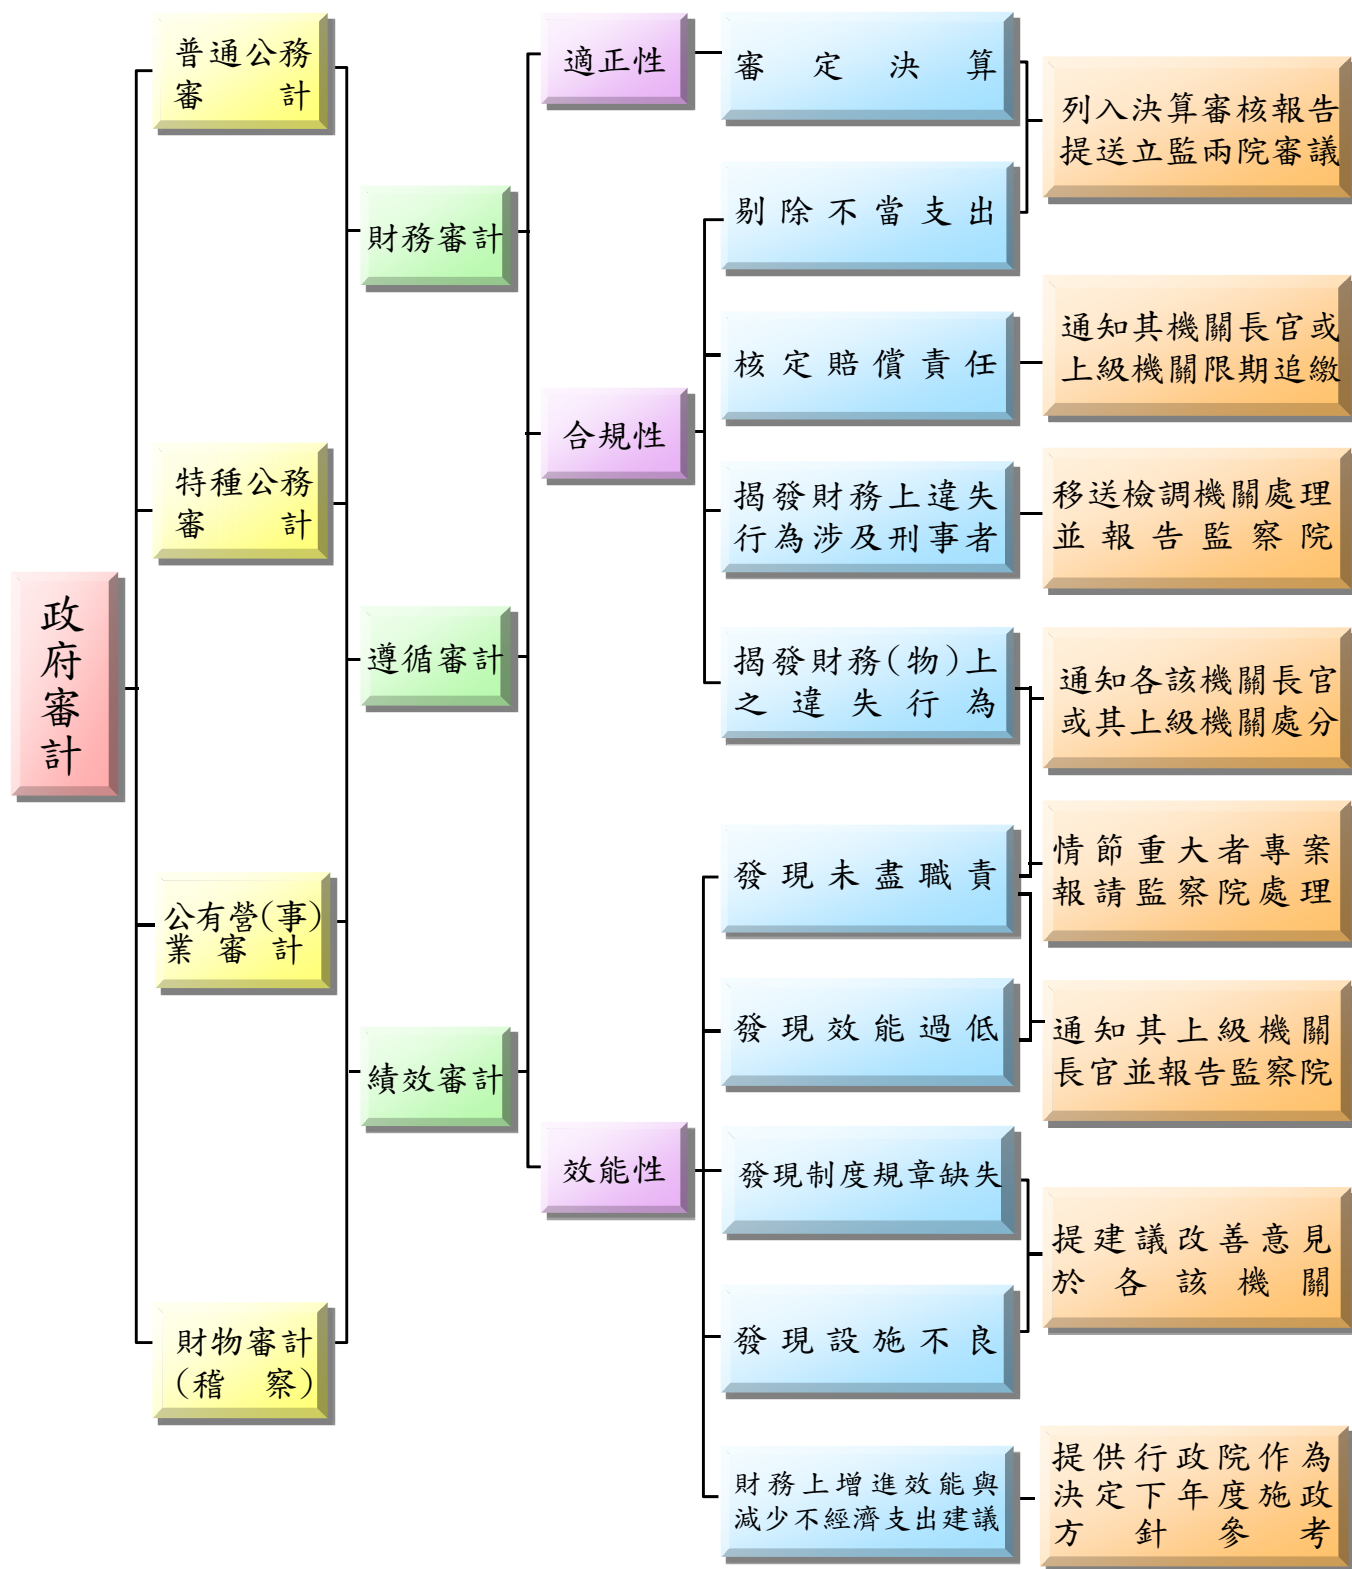 政
府
審
計
普通公務
審計
特種公務
審計
公有營(事)
業審計
財物審計
(稽察)
財務審計
遵循審計
績效審計
適正性
合規性
效能性
審定決算
剔除不當支出
核定賠償責任
揭發財務上違失
行為涉及刑事者
揭發財務(物)上
之違失行為
發現未盡職責
發現效能過低
發現制度規章缺失
發現設施不良
財務上增進效能與
減少不經濟支出建議
列入決算審核報告
提送立監兩院審議
通知其機關長官或
上級機關限期追繳
移送檢調機關處理
並報告監察院
通知各該機關長官
或其上級機關處分
情節重大者專案
報請監察院處理
通知其上級機關
長官並報告監察院
提建議改善意見
於各該機關
提供行政院作為
決定下年度施政
方針參考